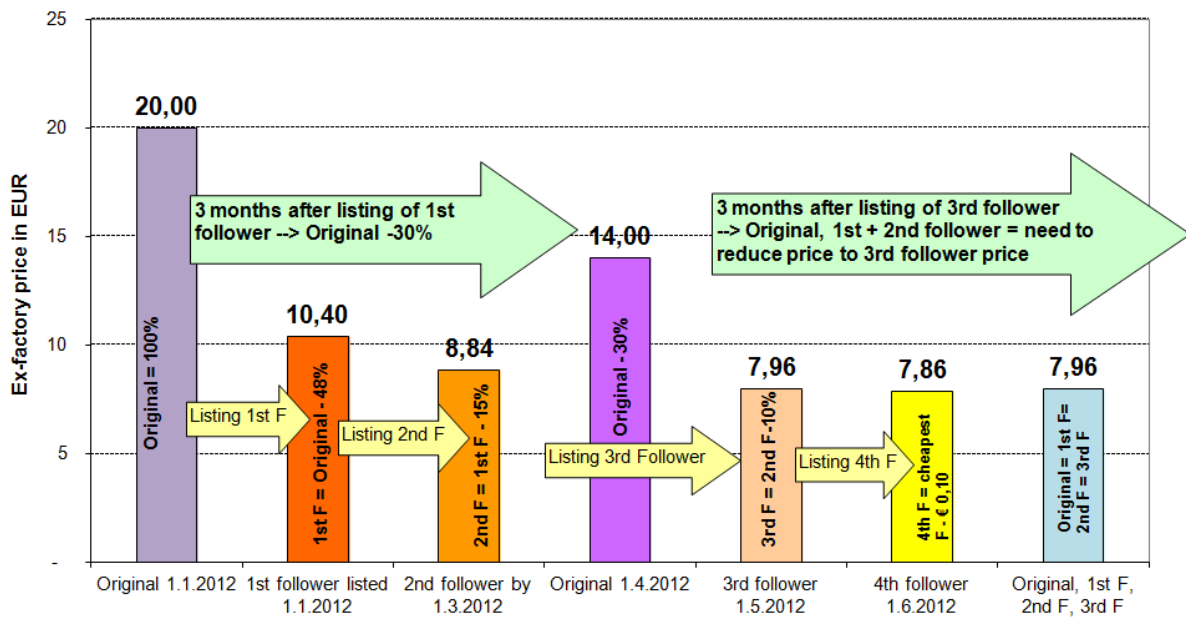 Ex-factory price in EUR
25
20
15
10
5
-
20,00
10,40
8,84
14,00
7,96
7,86
7,96
3 months after listing of 1st
follower --> Original -30%
3 months after listing of 3rd follower
--> Original, 1st + 2nd follower = need to
reduce price to 3rd follower price
Original = 100%
Listing 1st F
1st F = Original - 48%
Listing 2nd F
2nd F = 1st F - 15%
Listing 3rd Follower
Original - 30%
3rd F = 2nd F-10%
Listing 4th F
4th F = cheapest
F - € 0,10
Original = 1st F=
2nd F = 3rd F
Original 1.1.2012
1st follower listed
1.1.2012
2nd follower by
1.3.2012
Original 1.4.2012
3rd follower
1.5.2012
4th follower
1.6.2012
Original, 1st F,
2nd F, 3rd F